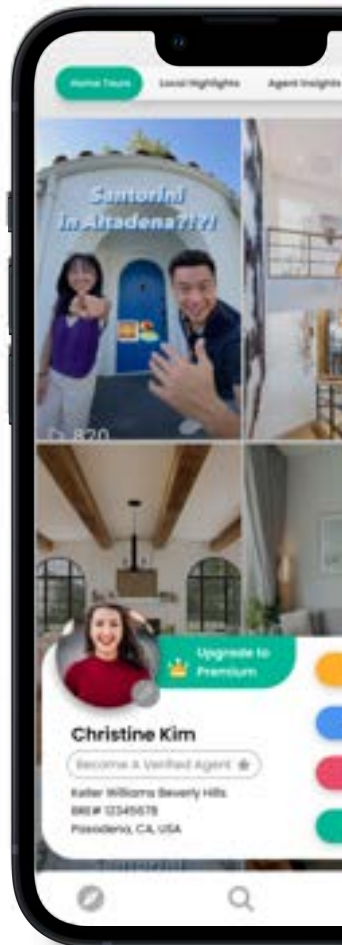 Home Tours
Local Highlights
Agent Insights
Santorini
in Altadena?!?!
820
Upgrade to
Premium
Christine Kim
Become A Verified Agent
Keller Williams Beverly Hills
BRE# 12345678
Pasadena, CA, USA